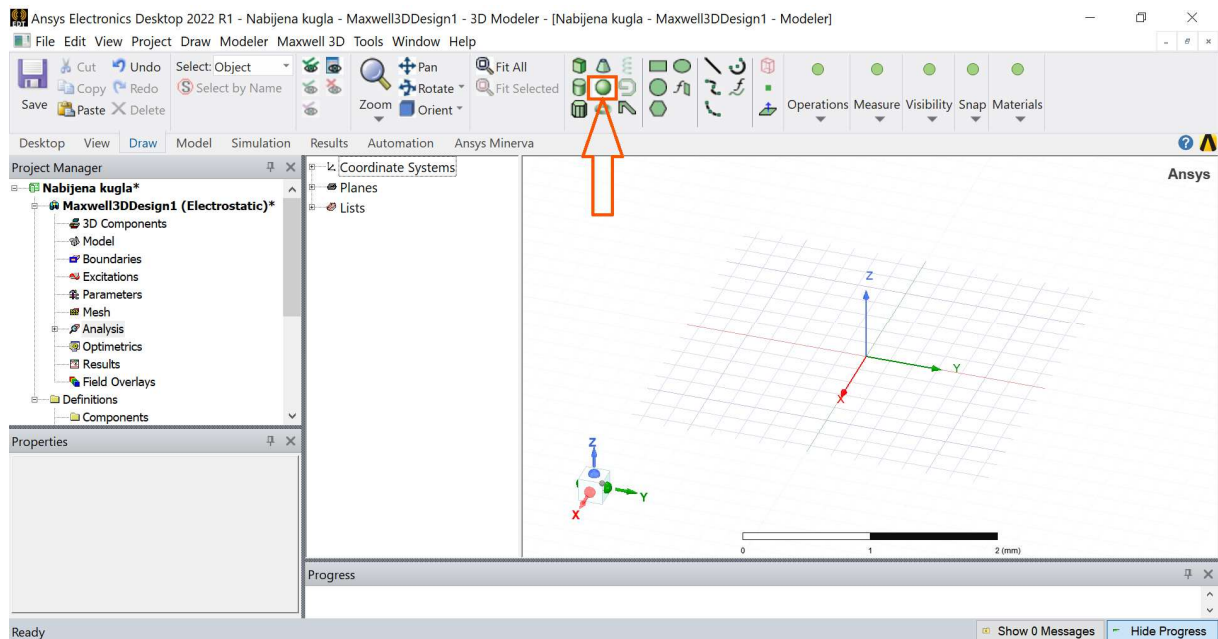 Ansys Electronics Desktop 2022 R1 - Nabijena kugla - Maxwell3DDesign1 - 3D Modeler - [Nabijena kugla - Maxwell3DDesign1 - Modeler]
File Edit View Project Draw Modeler Maxwell 3D Tools Window Help
Save
Cut Undo
Copy Redo
Paste Delete
Select: Object
Select by Name
Zoom
Pan
Rotate
Orient
Fit All
Fit Selected
Operations Measure Visibility Snap Materials
Desktop View Draw Model Simulation Results Automation Ansys Minerva
Project Manager
Nabijena kugla*
Maxwell3DDesign1 (Electrostatic)*
3D Components
Model
Boundaries
Excitations
Parameters
Mesh
Analysis
Optimetrics
Results
Field Overlays
Definitions
Components
Properties
Coordinate Systems
Planes
Lists
Ansys
Z
Y
X
Z
Y
X
0 1 2 (mm)
Progress
Ready
Show 0 Messages Hide Progress